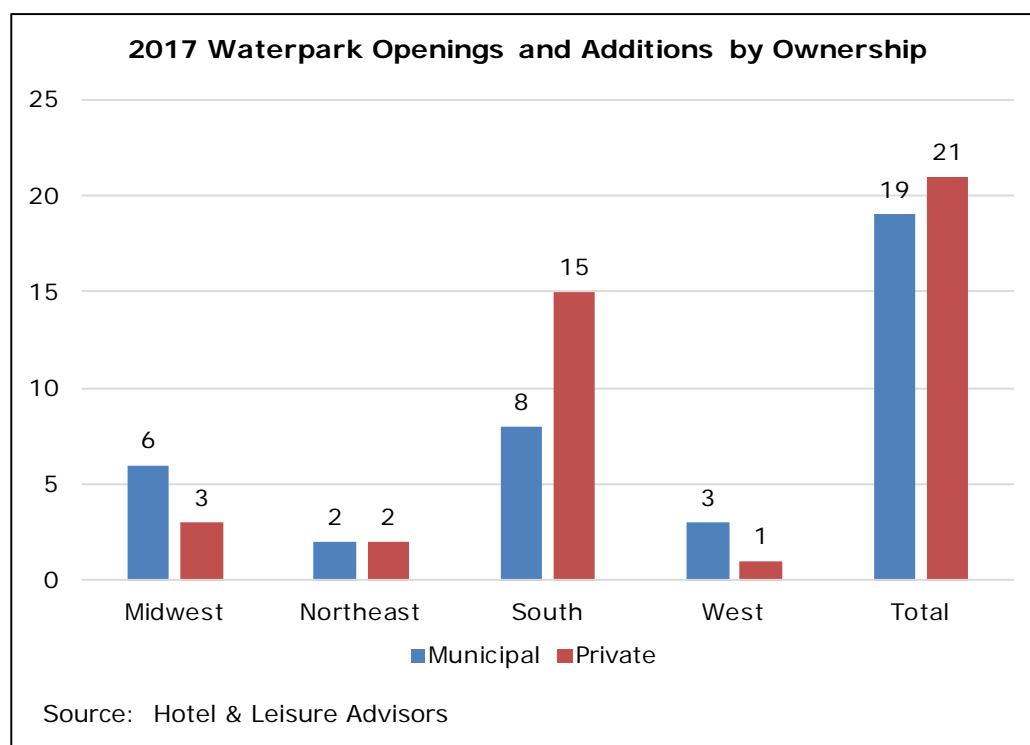 2017 Waterpark Openings and Additions by Ownership
25
20
15
10
5
0
6
3
2
2
8
15
3
1
19
21
Midwest
Northeast
South
West
Total
Municipal
Private
Source: Hotel & Leisure Advisors